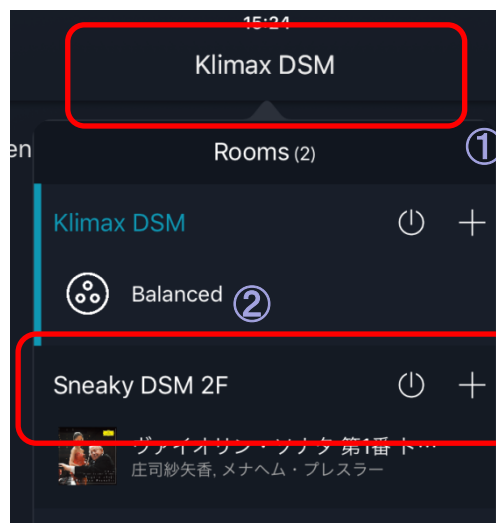 15:24
Klimax DSM
en
Rooms (2)
①
Klimax DSM
Balanced
②
Sneaky DSM 2F
ヴァイオリン・ソナタ 第1番 ト…
庄司紗矢香, メナヘム・プレスラー